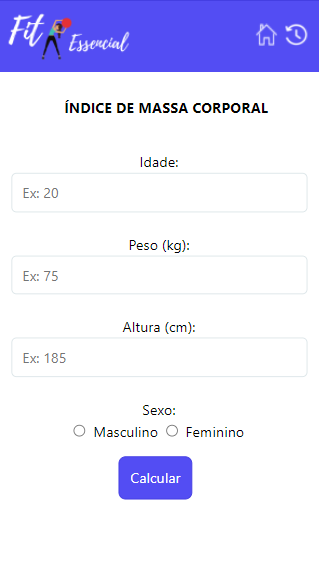 Fit
Essencial
ÍNDICE DE MASSA CORPORAL
Idade:
Ex: 20
Peso (kg):
Ex: 75
Altura (cm):
Ex: 185
Sexo:
Masculino Feminino
Calcular